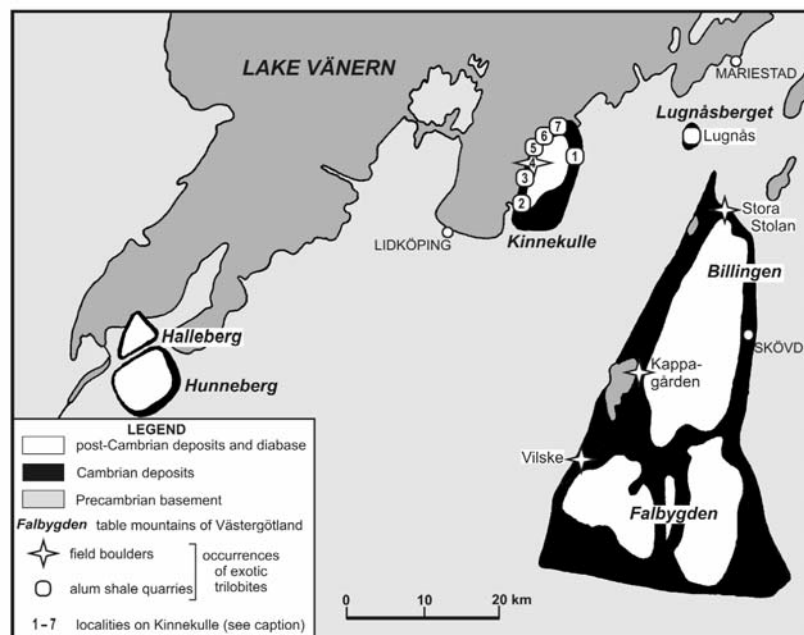 LAKE VÄNERN
MARIESTAD
Lugnåsberget
Lugnås
7
6
5
4
1
3
2
Stora
Stolan
LIDKÖPING
Kinnekulle
Billingen
Halleberg
SKÖVD
Hunneberg
Kappa-
gården
LEGEND
post-Cambrian deposits and diabase
Cambrian deposits
Precambrian basement
Falbygden table mountains of Västergötland
field boulders
alum shale quarries
occurrences
of exotic
trilobites
1-7 localities on Kinnekulle (see caption)
Vilske
Falbygden
0 10 20 km